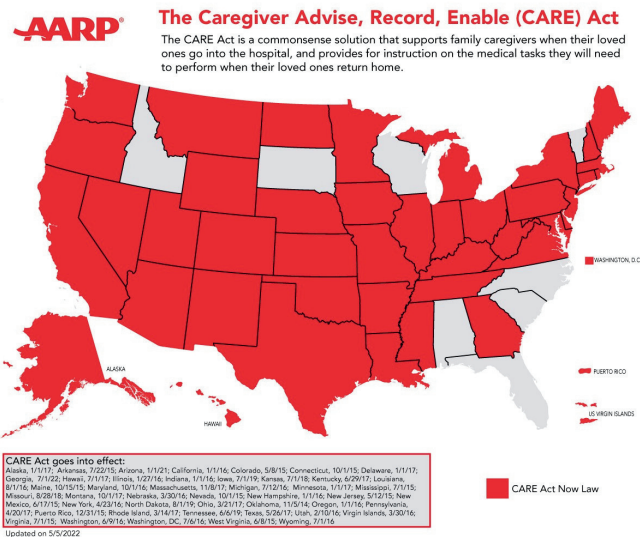 AARP®
The Caregiver Advise, Record, Enable (CARE) Act
The CARE Act is a commonsense solution that supports family caregivers when their loved
ones go into the hospital, and provides for instruction on the medical tasks they will need
to perform when their loved ones return home.
WASHINGTON, D.C
ALASKA
PUERTO RICO
US VIRGIN ISLANDS
HAWAII
CARE Act goes into effect:
Alaska, 1/1/17; Arkansas, 7/22/15; Arizona, 1/1/21; California, 1/1/16; Colorado, 5/8/15; Connecticut, 10/1/15; Delaware, 1/1/17;
Georgia, 7/1/22; Hawaii, 7/1/17; Illinois, 1/27/16; Indiana, 1/1/16; Iowa, 7/1/19; Kansas, 7/1/18; Kentucky, 6/29/17; Louisiana,
8/1/16; Maine, 10/15/15; Maryland, 10/1/16; Massachusetts, 11/8/17; Michigan, 7/12/16; Minnesota, 1/1/17; Mississippi, 7/1/15;
Missouri, 8/28/18; Montana, 10/1/17; Nebraska, 3/30/16; Nevada, 10/1/15; New Hampshire, 1/1/16; New Jersey, 5/12/15; New
Mexico, 6/17/15; New York, 4/23/16; North Dakota, 8/1/19; Ohio, 3/21/17; Oklahoma, 11/5/14; Oregon, 1/1/16; Pennsylvania,
4/20/17; Puerto Rico, 12/31/15; Rhode Island, 3/14/17; Tennessee, 6/6/19; Texas, 5/26/17; Utah, 2/10/16; Virgin Islands, 3/30/16;
Virginia, 7/1/15; Washington, 6/9/16; Washington, DC, 7/6/16; West Virginia, 6/8/15; Wyoming, 7/1/16
CARE Act Now Law
Updated on 5/5/2022